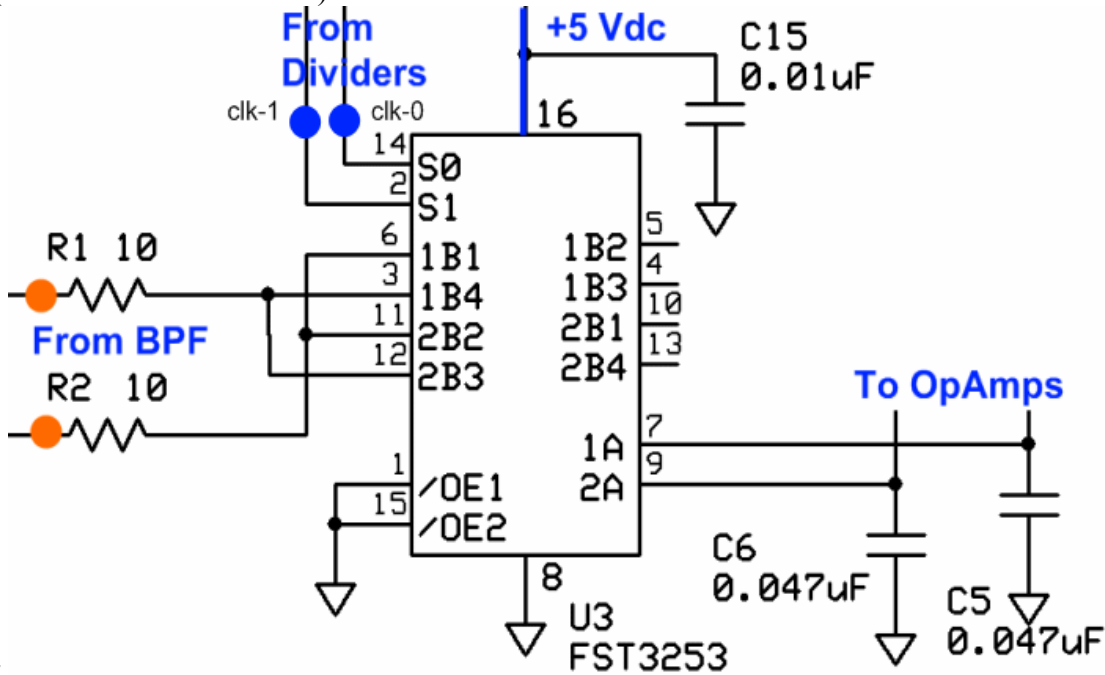 From
Dividers
+5 Vdc
C15
0.01uF
clk-1
clk-0
16
14
S0
2
S1
6
1B1
3
1B4
11
2B2
12
2B3
1
/OE1
15
/OE2
5
1B2
4
1B3
10
2B1
13
2B4
7
1A
9
2A
R1 10
From BPF
R2 10
To OpAmps
C6
0.047uF
C5
0.047uF
8
U3
FST3253